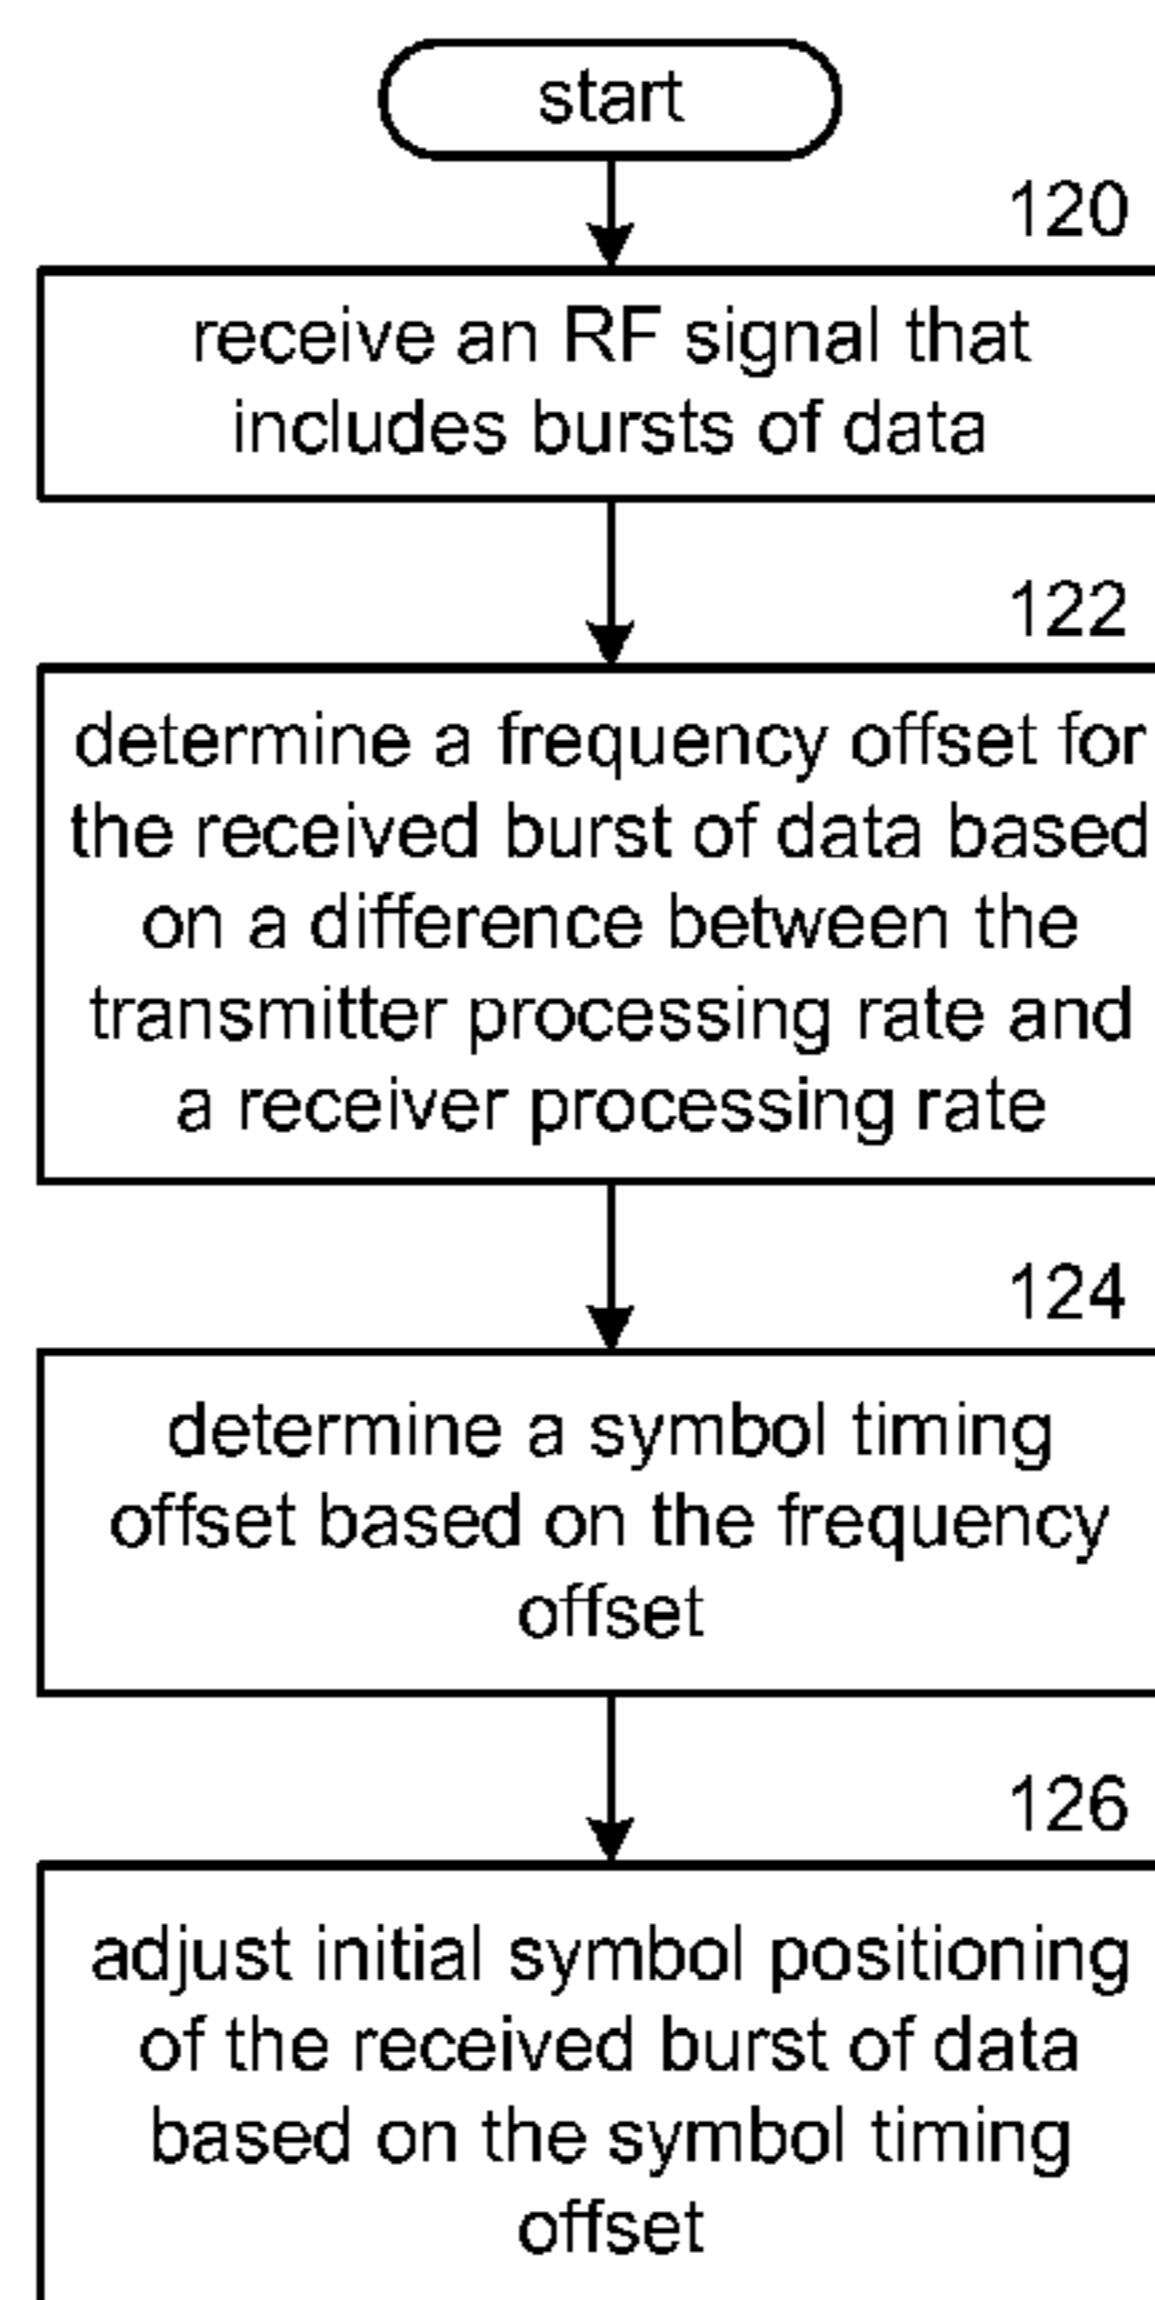 start
120
receive an RF signal that
includes bursts of data
122
determine a frequency offset for
the received burst of data based
on a difference between the
transmitter processing rate and
a receiver processing rate
124
determine a symbol timing
offset based on the frequency
offset
126
adjust initial symbol positioning
of the received burst of data
based on the symbol timing
offset